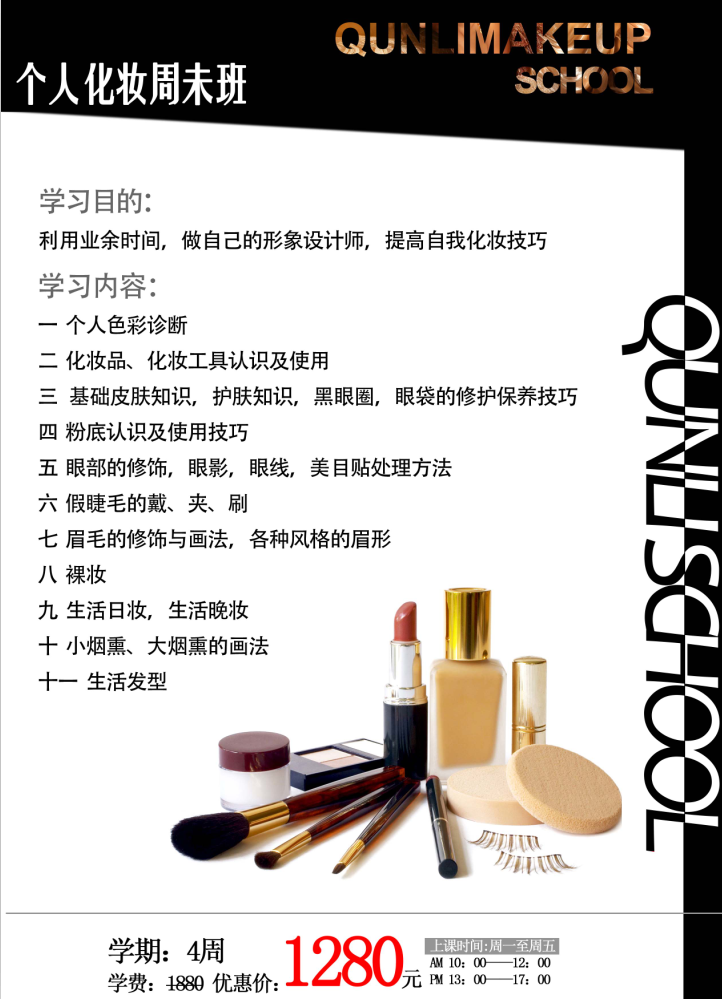 QUNLIMAKEUP
SCHOOL
个人化妆周未班
学习目的:
利用业余时间，做自己的形象设计师，提高自我化妆技巧
学习内容:
一 个人色彩诊断
二 化妆品、化妆工具认识及使用
三 基础皮肤知识，护肤知识，黑眼圈，眼袋的修护保养技巧
四 粉底认识及使用技巧
五 眼部的修饰，眼影，眼线，美目贴处理方法
六 假睫毛的戴、夹、刷
七 眉毛的修饰与画法，各种风格的眉形
八 裸妆
九 生活日妆，生活晚妆
十 小烟熏、大烟熏的画法
十一 生活发型
QUNLI SCHOOL
学期：4周
学费：1880 优惠价：1280元
上课时间:周一至周五
AM 10：00——12：00
PM 13：00——17：00